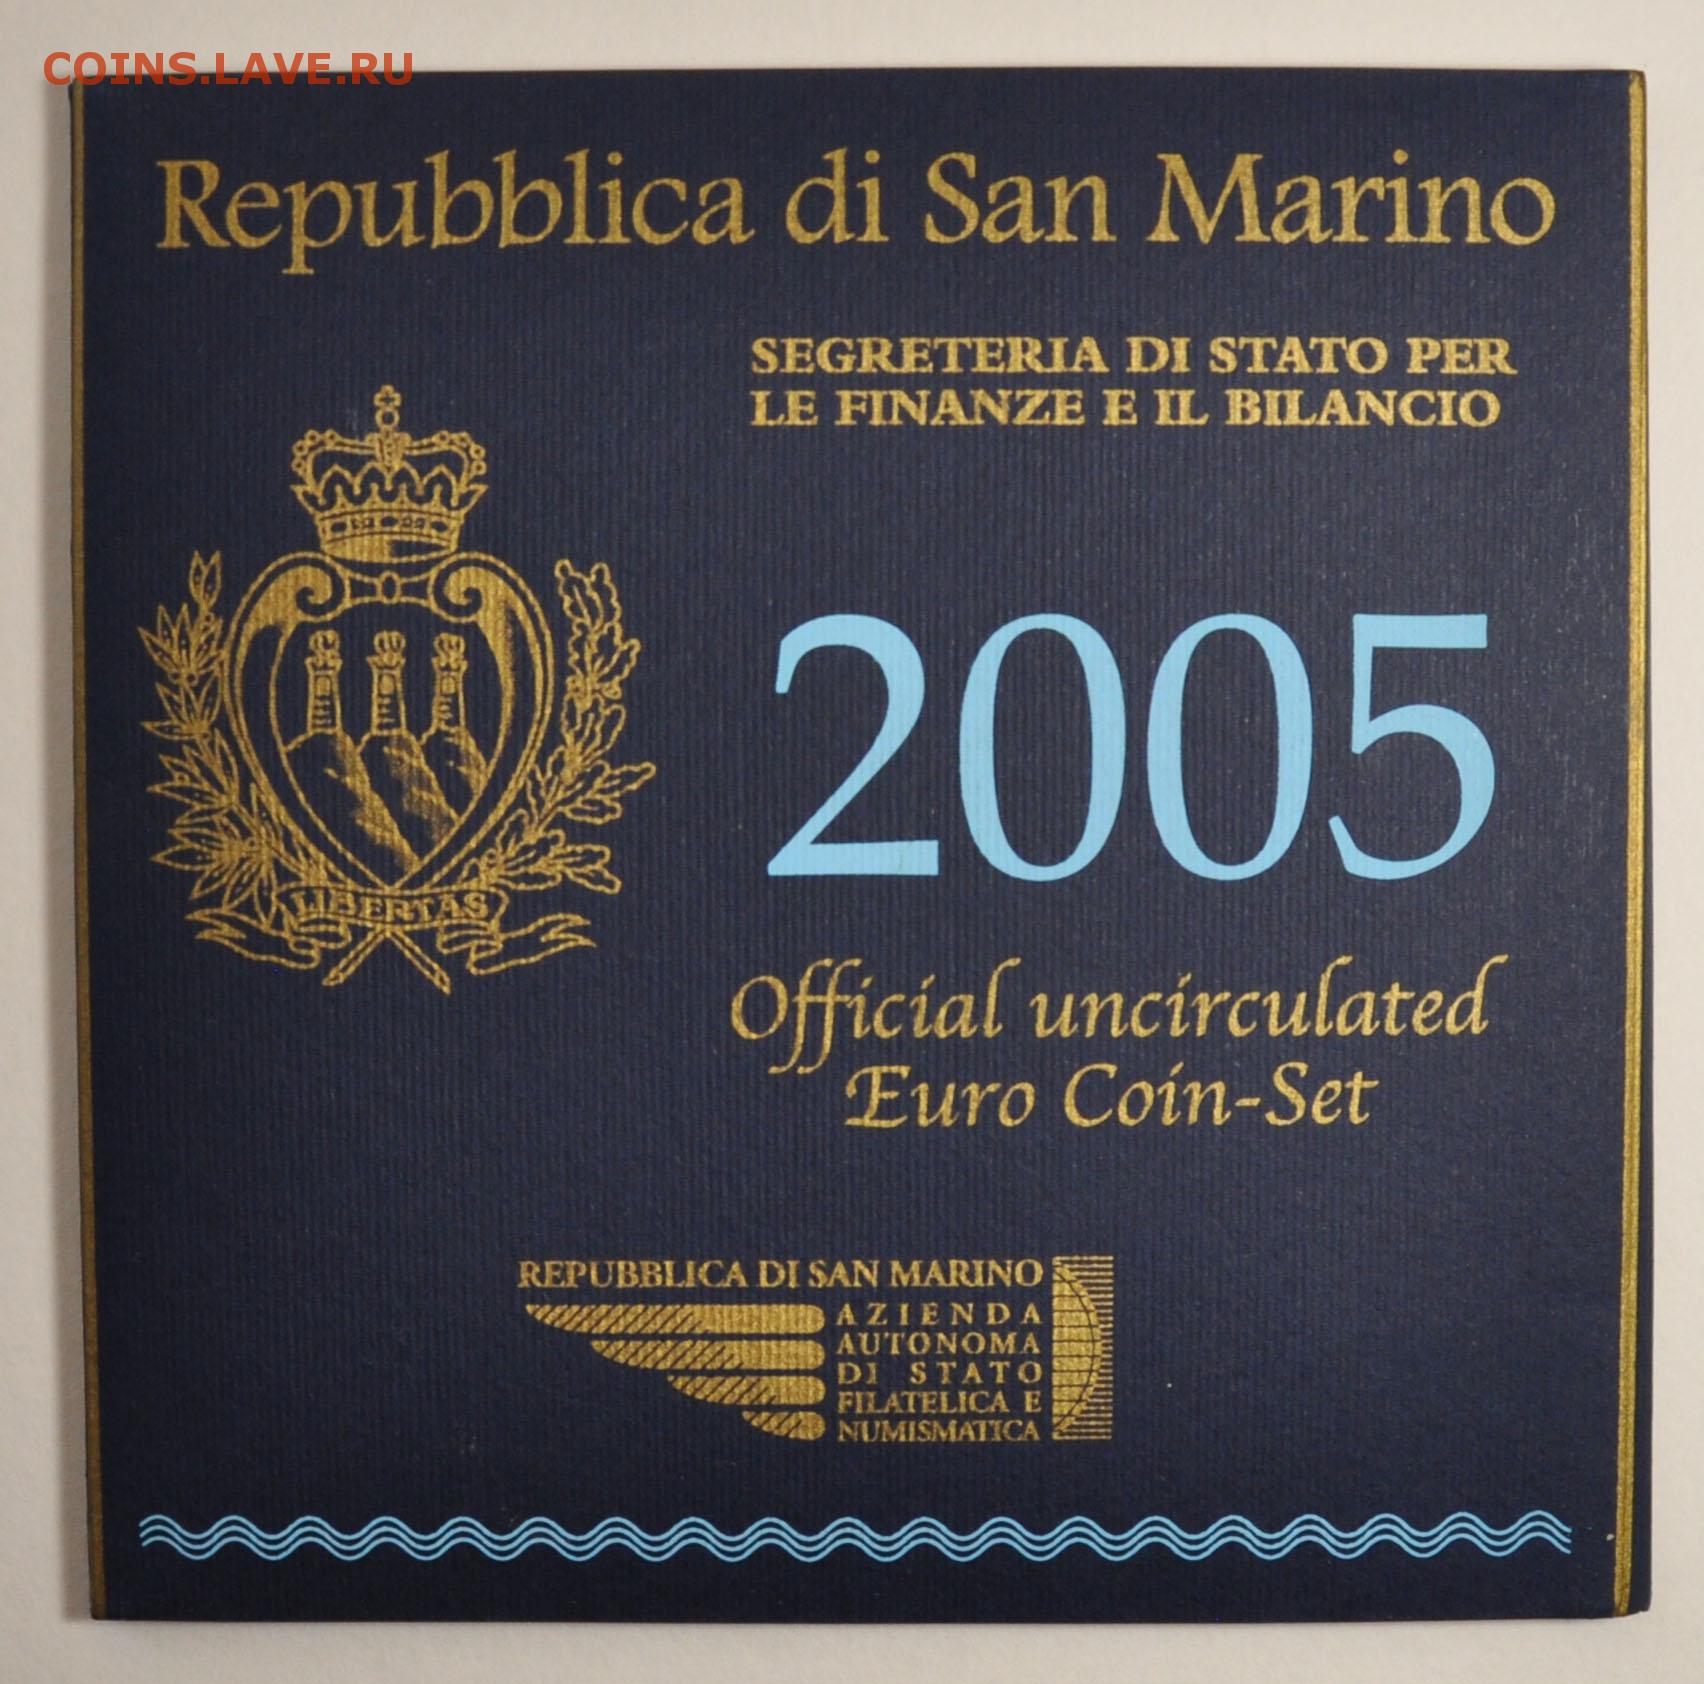 COINS.LAVE.RU
Repubblica di San Marino
SEGRETERIA DI STATO PER
LE FINANZE E IL BILANCIO
LIBERTAS
2005
Official uncirculated
Euro Coin-Set
REPUBBLICA DI SAN MARINO
AZIENDA
AUTONOMA
DI STATO
FILATELICA E
NUMISMATICA